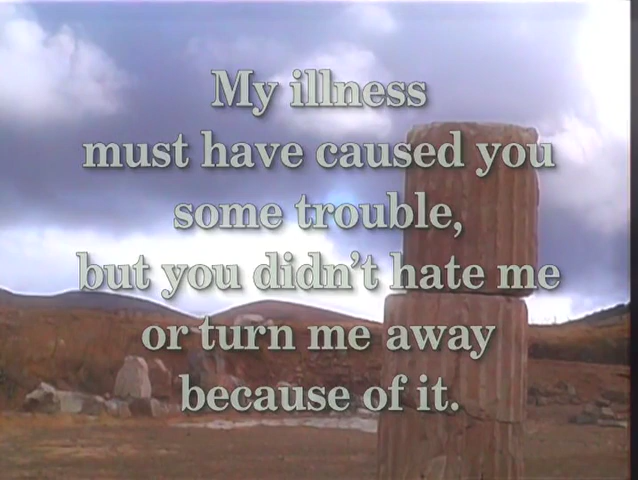 My illness
must have caused you
some trouble,
but you didn't hate me
or turn me away
because of it.